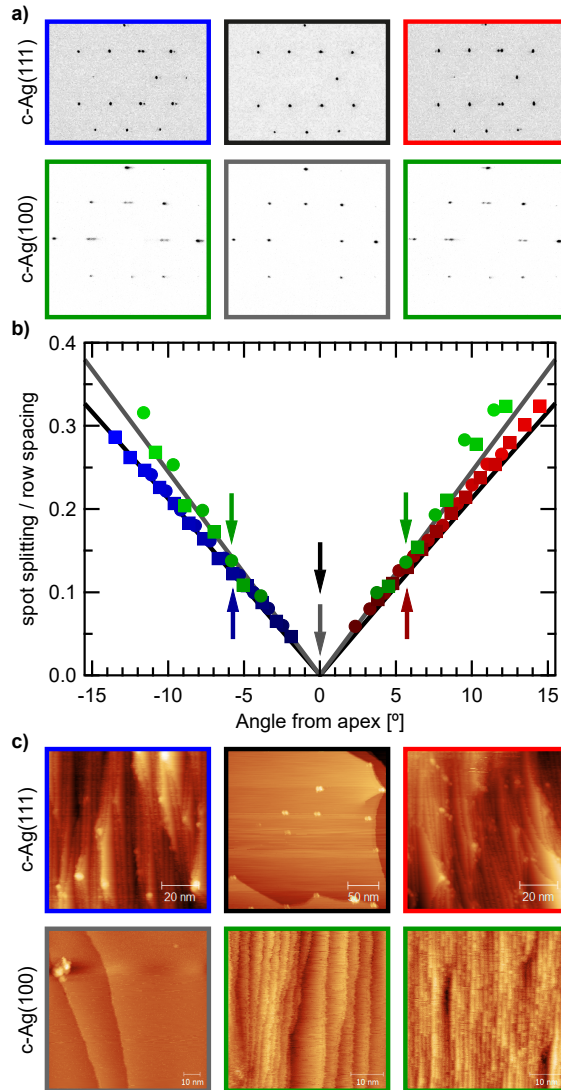 a)
c-Ag(111)
c-Ag(100)
b)
0.4
0.3
0.2
0.1
0.0
spot splitting / row spacing
-15 -10 -5 0 5 10 15
Angle from apex [º]
c)
c-Ag(111)
20 nm
50 nm
20 nm
c-Ag(100)
10 nm
10 nm
10 nm